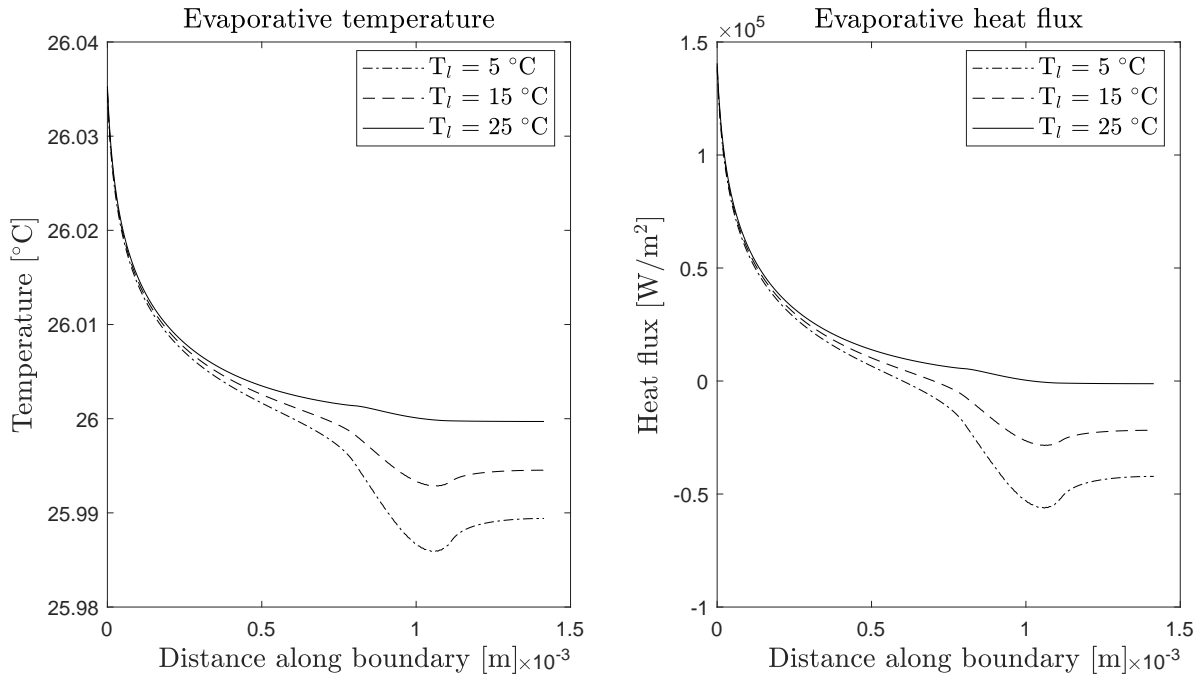 Evaporative temperature
26.04
26.03
26.02
26.01
26
25.99
25.98
Temperature [°C]
T_l = 5 °C
T_l = 15 °C
T_l = 25 °C
0
0.5
1
1.5
Distance along boundary [m]
×10⁻³
Evaporative heat flux
×10⁵
1.5
1
0.5
0
-0.5
-1
Heat flux [W/m²]
T_l = 5 °C
T_l = 15 °C
T_l = 25 °C
0
0.5
1
1.5
Distance along boundary [m]
×10⁻³